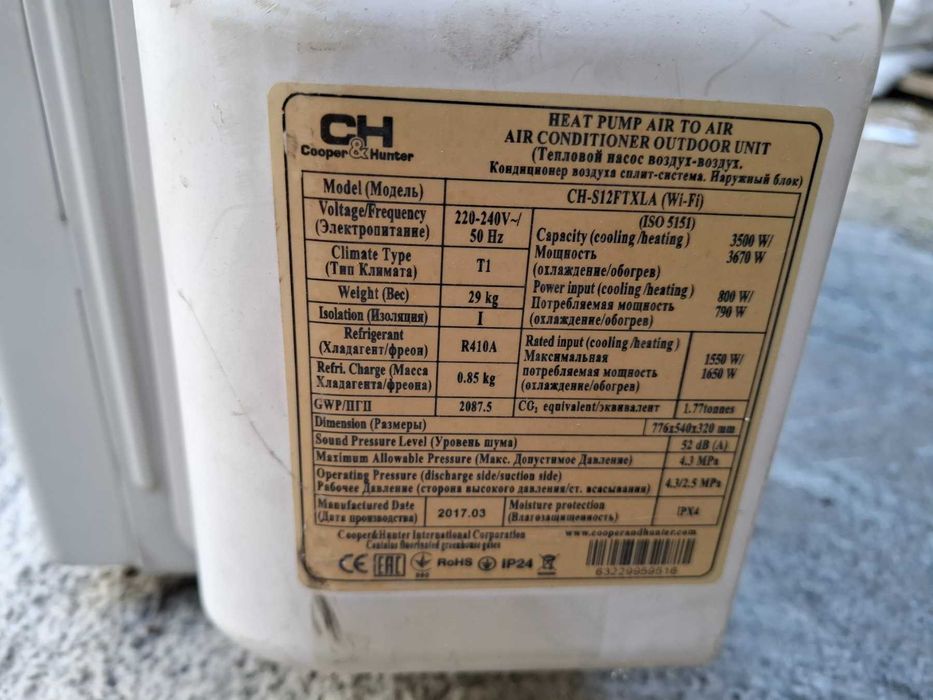 CH
Cooper & Hunter
HEAT PUMP AIR TO AIR
AIR CONDITIONER OUTDOOR UNIT
(Тепловой насос воздух-воздух.
Кондиционер воздуха сплит-система. Наружный блок)
Model (Модель)
CH-S12FTXLA (Wi-Fi)
Voltage/Frequency
(Электропитание)
220-240V~/
50 Hz
Climate Type
(Тип Климата)
T1
Weight (Вес)
29 kg
Isolation (Изоляция)
I
Refrigerant
(Хладагент/фреон)
R410A
Refri. Charge (Масса
Хладагента/фреона)
0.85 kg
(ISO 5151)
Capacity (cooling /heating )
Мощность
(охлаждение/обогрев)
3500 W/
3670 W
Power input (cooling /heating)
Потребляемая мощность
(охлаждение/обогрев)
800 W/
790 W
Rated input (cooling /heating)
Максимальная
потребляемая мощность
(охлаждение/обогрев)
1550 W/
1650 W
GWP/ПГП
2087.5
CO₂ equivalent/эквивалент
1.77tonnes
Dimension (Размеры)
776x540x320 mm
Sound Pressure Level (Уровень шума)
52 dB (A)
Maximum Allowable Pressure (Макс. Допустимое Давление)
4.3 MPa
Operating Pressure (discharge side/suction side)
Рабочее Давление (сторона высокого давления/ст. всасывания)
4.3/2.5 MPa
Manufactured Date
(Дата производства)
2017.03
Moisture protection
(Влагозащищенность)
IPX4
Cooper&Hunter International Corporation
www.cooperandhunter.com
Contains fluorinated greenhouse gases
CE EAC RoHS IP24
63229959516